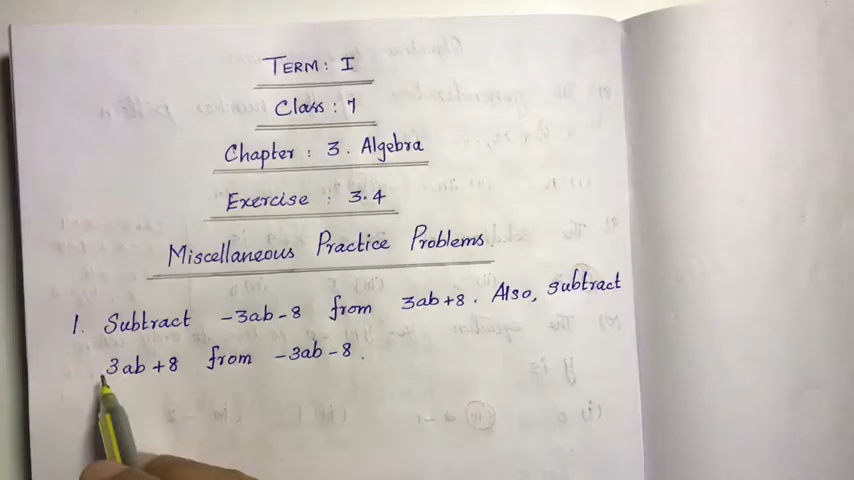 TERM: I
Class: 7
Chapter: 3. Algebra
Exercise: 3.4
Miscellaneous Practice Problems.
1. Subtract -3ab-8 from 3ab+8. Also, subtract
3ab+8 from -3ab-8.